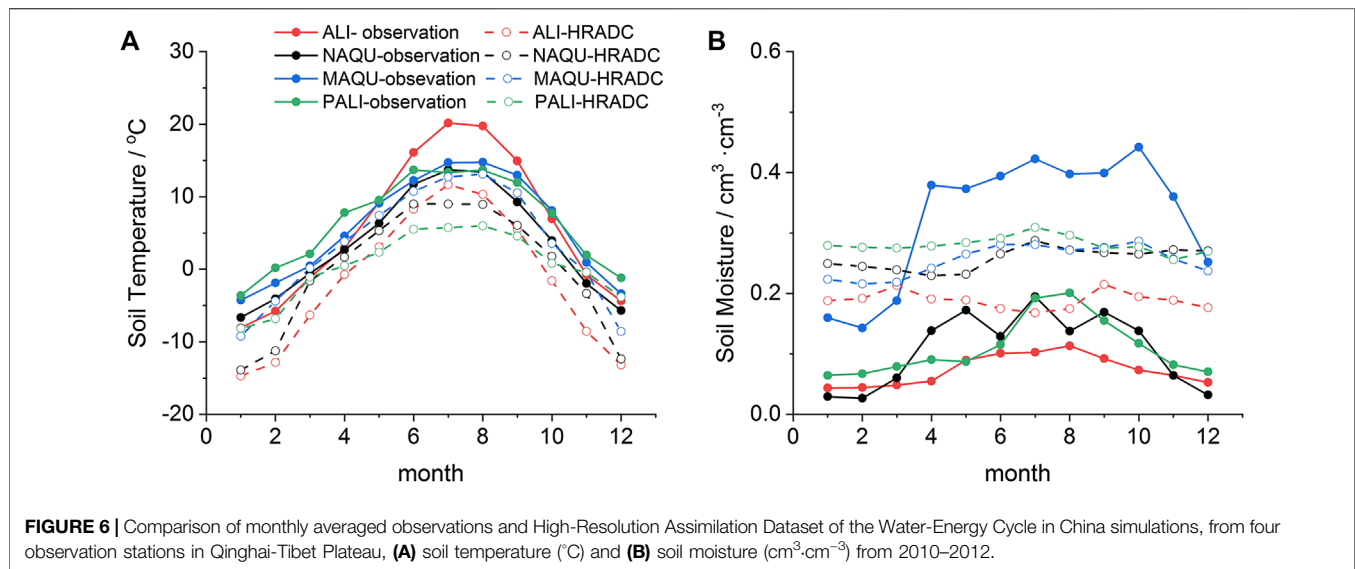 A
ALI- observation
ALI-HRADC
NAQU-observation
NAQU-HRADC
MAQU-obsevation
MAQU-HRADC
PALI-observation
PALI-HRADC
30
20
10
0
-10
-20
Soil Temperature / °C
0 2 4 6 8 10 12
month
B
0.6
0.4
0.2
0.0
Soil Moisture / cm³ ·cm⁻³
0 2 4 6 8 10 12
month
FIGURE 6 | Comparison of monthly averaged observations and High-Resolution Assimilation Dataset of the Water-Energy Cycle in China simulations, from four
observation stations in Qinghai-Tibet Plateau, (A) soil temperature (°C) and (B) soil moisture (cm³·cm⁻³) from 2010–2012.